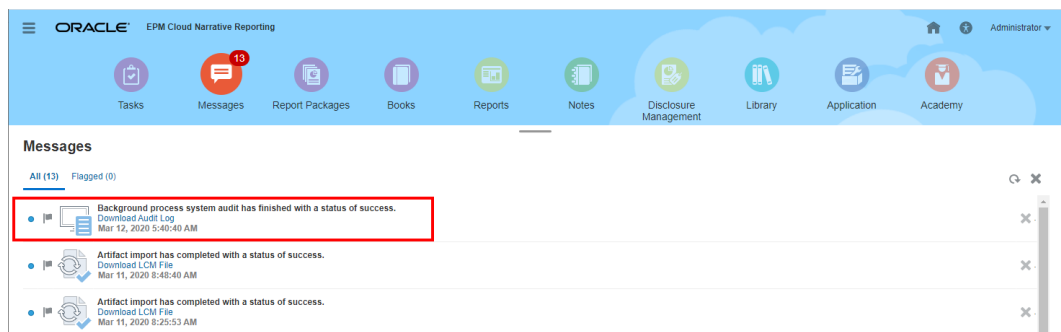 ORACLE® EPM Cloud Narrative Reporting Administrator
13
Tasks Messages Report Packages Books Reports Notes Disclosure Management Library Application Academy
Messages
All (13) Flagged (0)
Background process system audit has finished with a status of success.
Download Audit Log
Mar 12, 2020 5:40:40 AM
Artifact import has completed with a status of success.
Download LCM File
Mar 11, 2020 8:48:40 AM
Artifact import has completed with a status of success.
Download LCM File
Mar 11, 2020 8:25:53 AM